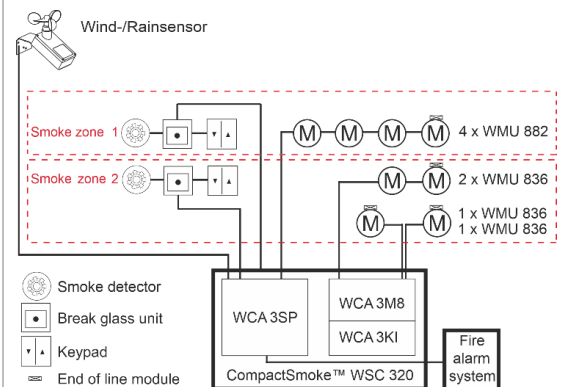 Wind-/Rainsensor
Smoke zone 1
M M M M 4 x WMU 882
Smoke zone 2
M M 2 x WMU 836
M M 1 x WMU 836
1 x WMU 836
Smoke detector
Break glass unit
Keypad
End of line module
WCA 3SP
WCA 3M8
WCA 3KI
CompactSmoke™ WSC 320
Fire
alarm
system